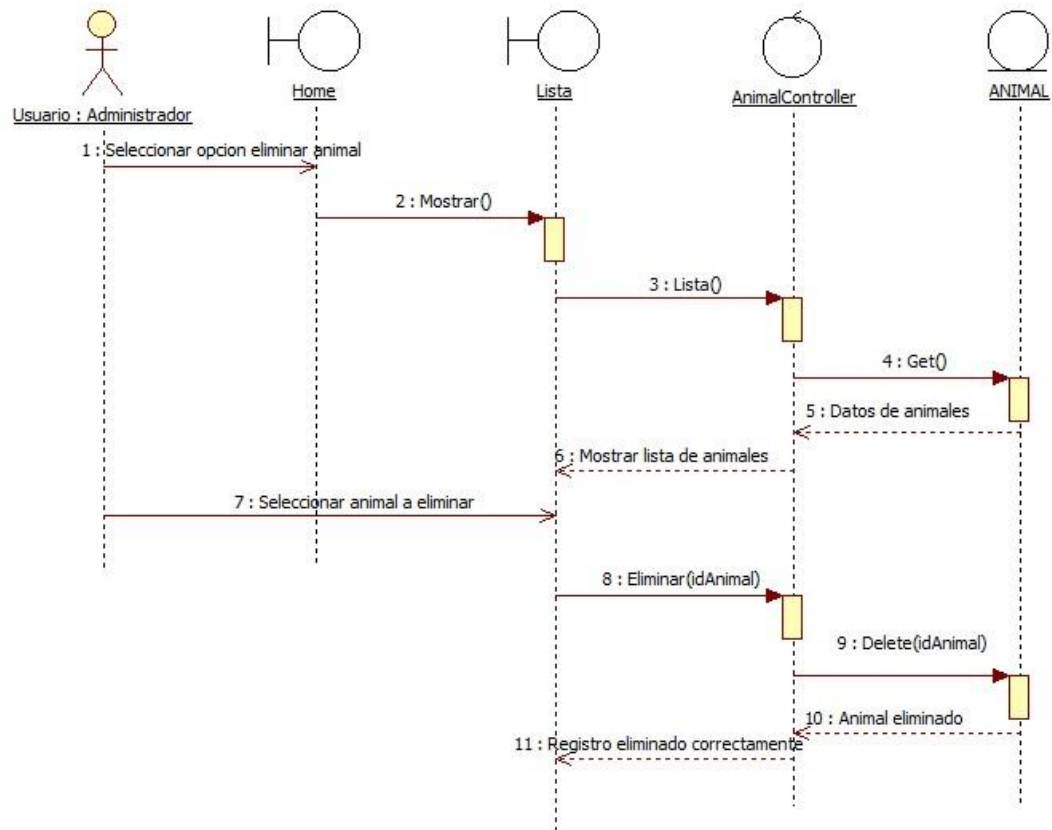 Usuario : Administrador
Home
Lista
AnimalController
ANIMAL
1 : Seleccionar opcion eliminar animal
2 : Mostrar()
3 : Lista()
4 : Get()
5 : Datos de animales
6 : Mostrar lista de animales
7 : Seleccionar animal a eliminar
8 : Eliminar(idAnimal)
9 : Delete(idAnimal)
10 : Animal eliminado
11 : Registro eliminado correctamente